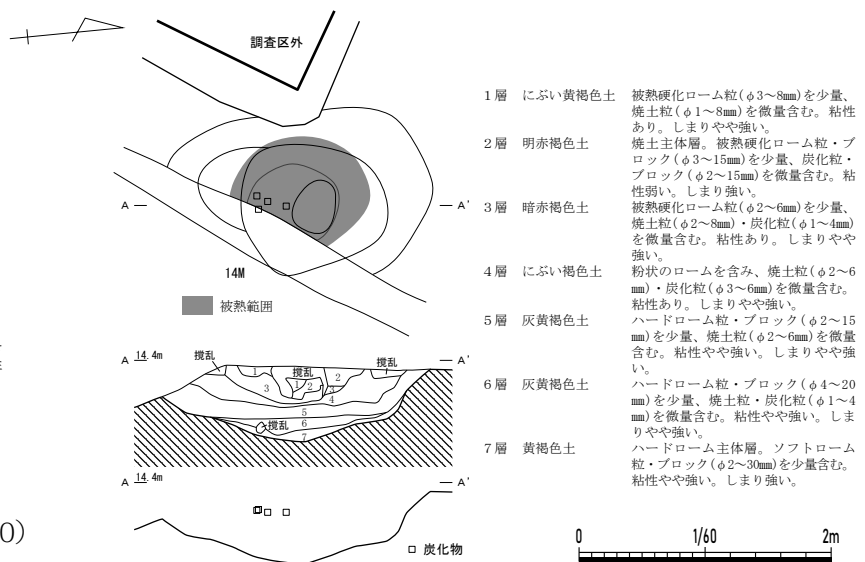 調査区外
A
A'
14M
被熱範囲
A 14.4m
A'
撹乱
撹乱
撹乱
1
2
3
1
2
3
4
5
6
撹乱
7
A 14.4m
A'
炭化物
0)
1層 にぶい黄褐色土 被熱硬化ローム粒(φ3〜8㎜)を少量、
焼土粒(φ1〜8㎜)を微量含む。粘性
あり。しまりやや強い。
2層 明赤褐色土 焼土主体層。被熱硬化ローム粒・ブ
ロック(φ3〜15㎜)を少量、炭化粒・
ブロック(φ2〜15㎜)を微量含む。粘
性弱い。しまり強い。
3層 暗赤褐色土 被熱硬化ローム粒(φ2〜6㎜)を少量、
焼土粒(φ2〜8㎜)・炭化粒(φ1〜4㎜)
を微量含む。粘性あり。しまりやや
強い。
4層 にぶい褐色土 粉状のロームを含み、焼土粒(φ2〜6
㎜)・炭化粒(φ3〜6㎜)を微量含む。
粘性あり。しまりやや強い。
5層 灰黄褐色土 ハードローム粒・ブロック(φ2〜15
㎜)を少量、焼土粒(φ2〜6㎜)を微量
含む。粘性やや強い。しまりやや強
い。
6層 灰黄褐色土 ハードローム粒・ブロック(φ4〜20
㎜)を少量、焼土粒・炭化粒(φ1〜4
㎜)を微量含む。粘性やや強い。しま
りやや強い。
7層 黄褐色土 ハードローム主体層。ソフトローム
粒・ブロック(φ2〜30㎜)を少量含む。
粘性やや強い。しまり強い。
0 1/60 2m